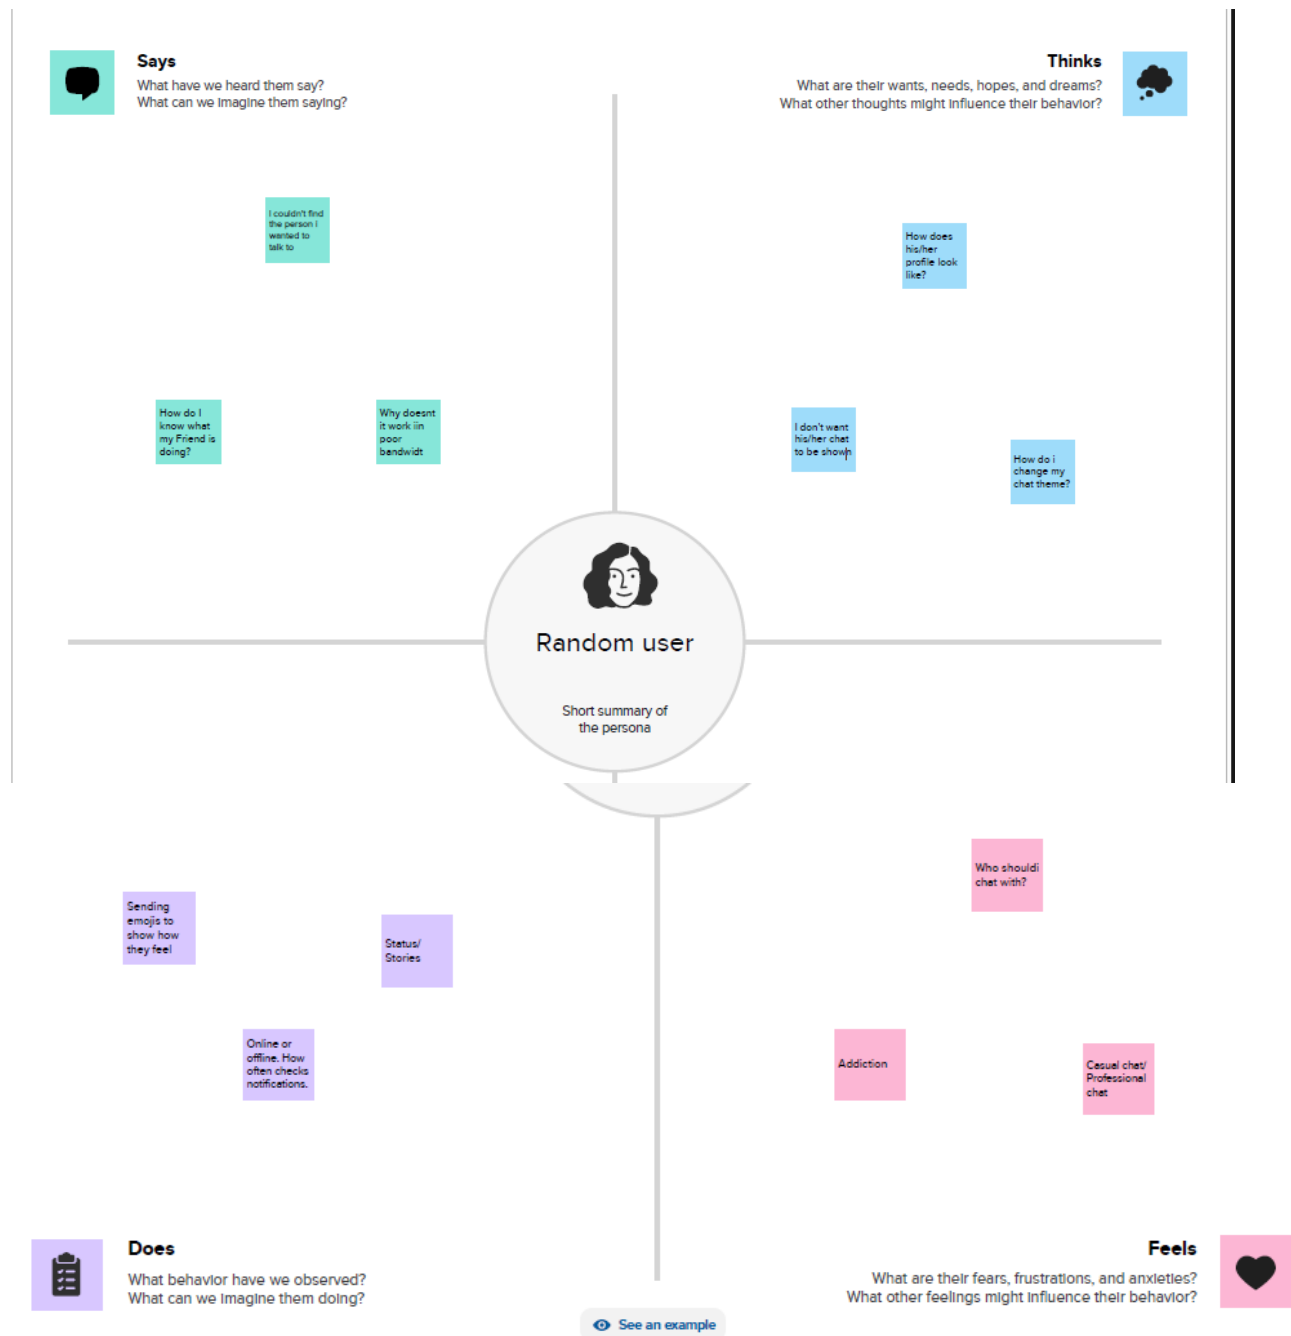 Says
What have we heard them say?
What can we imagine them saying?
Thinks
What are their wants, needs, hopes, and dreams?
What other thoughts might influence their behavior?
I couldn't find
the person I
wanted to
talk to
How does
his/her
profile look
like?
How do I
know what
my Friend is
doing?
Why doesnt
it work iin
poor
bandwidt
I don't want
his/her chat
to be shown
How do i
change my
chat theme?
Random user
Short summary of
the persona
Who shouldi
chat with?
Sending
emojis to
show how
they feel
Status/
Stories
Online or
offline. How
often checks
notifications.
Addiction
Casual chat/
Professional
chat
Does
What behavior have we observed?
What can we imagine them doing?
Feels
What are their fears, frustrations, and anxieties?
What other feelings might influence their behavior?
See an example